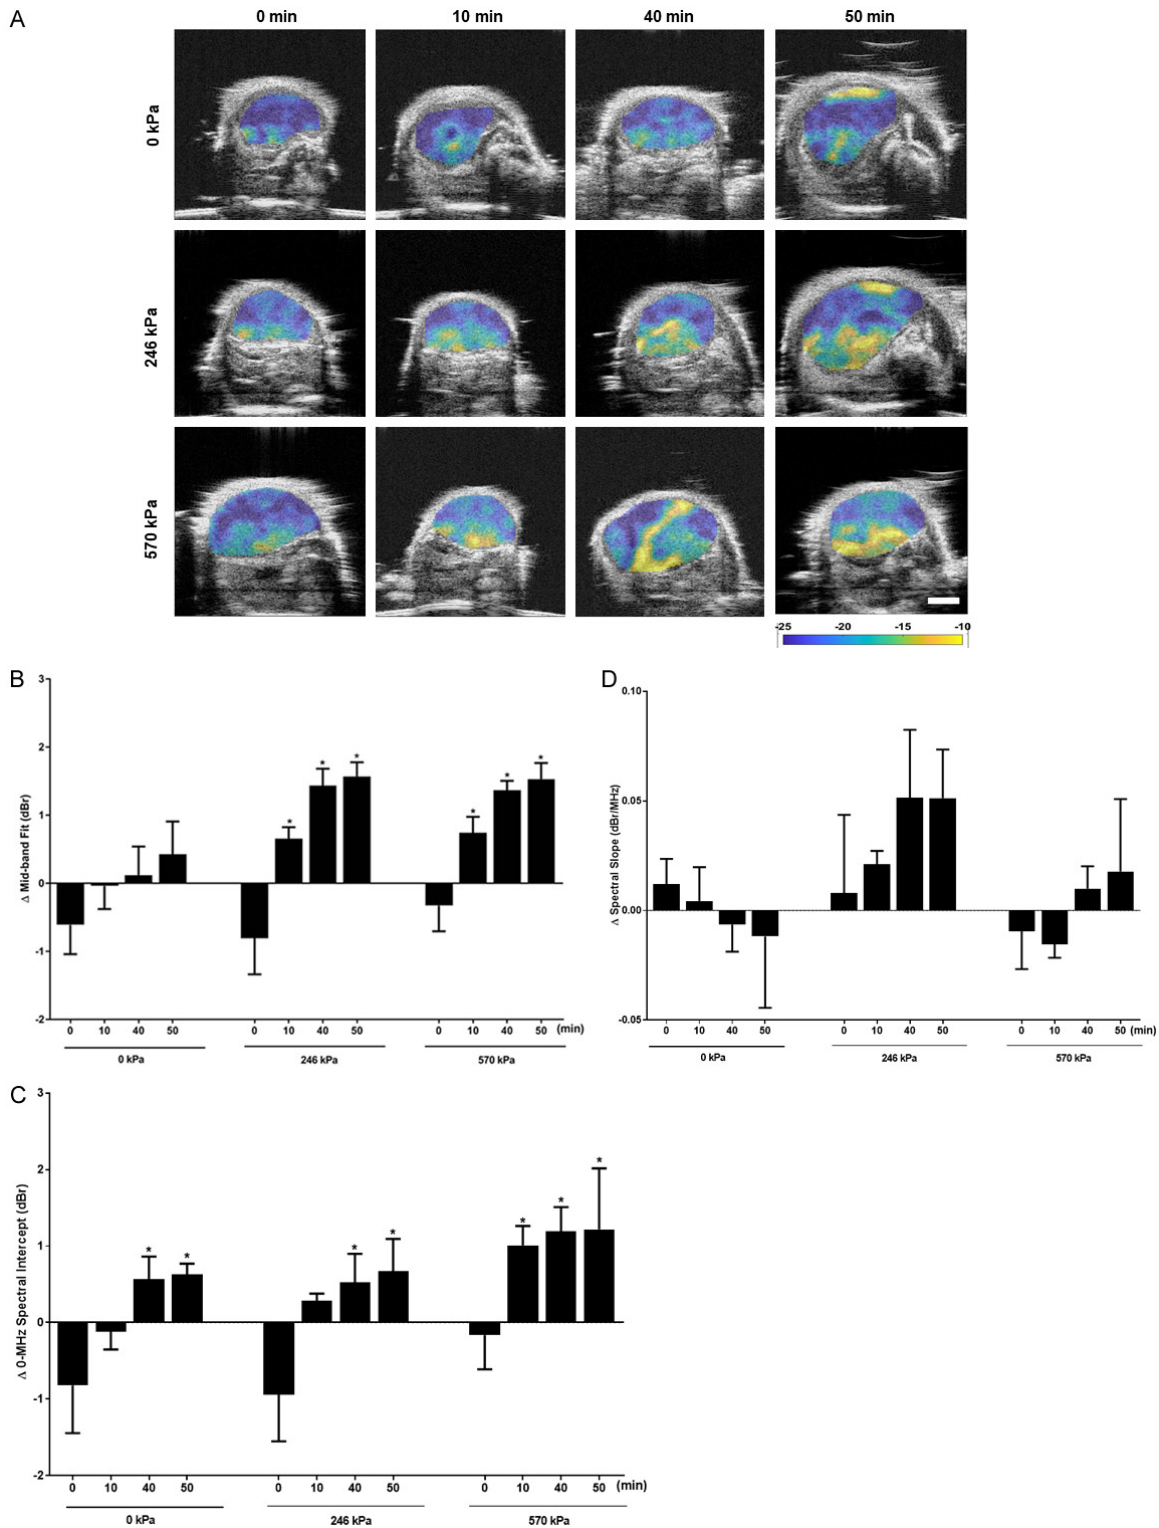 A
0 min 10 min 40 min 50 min
0 kPa
246 kPa
570 kPa
-25 -20 -15 -10
B
3
2
1
0
-1
-2
Δ Mid-band Fit (dBr)
* * * * * *
0 10 40 50 0 10 40 50 0 10 40 50 (min)
0 kPa 246 kPa 570 kPa
D
0.10
0.05
0.00
-0.05
Δ Spectral Slope (dBr/MHz)
0 10 40 50 0 10 40 50 0 10 40 50 (min)
0 kPa 246 kPa 570 kPa
C
3
2
1
0
-1
-2
Δ 0-MHz Spectral Intercept (dBr)
* * * * * * *
0 10 40 50 0 10 40 50 0 10 40 50 (min)
0 kPa 246 kPa 570 kPa